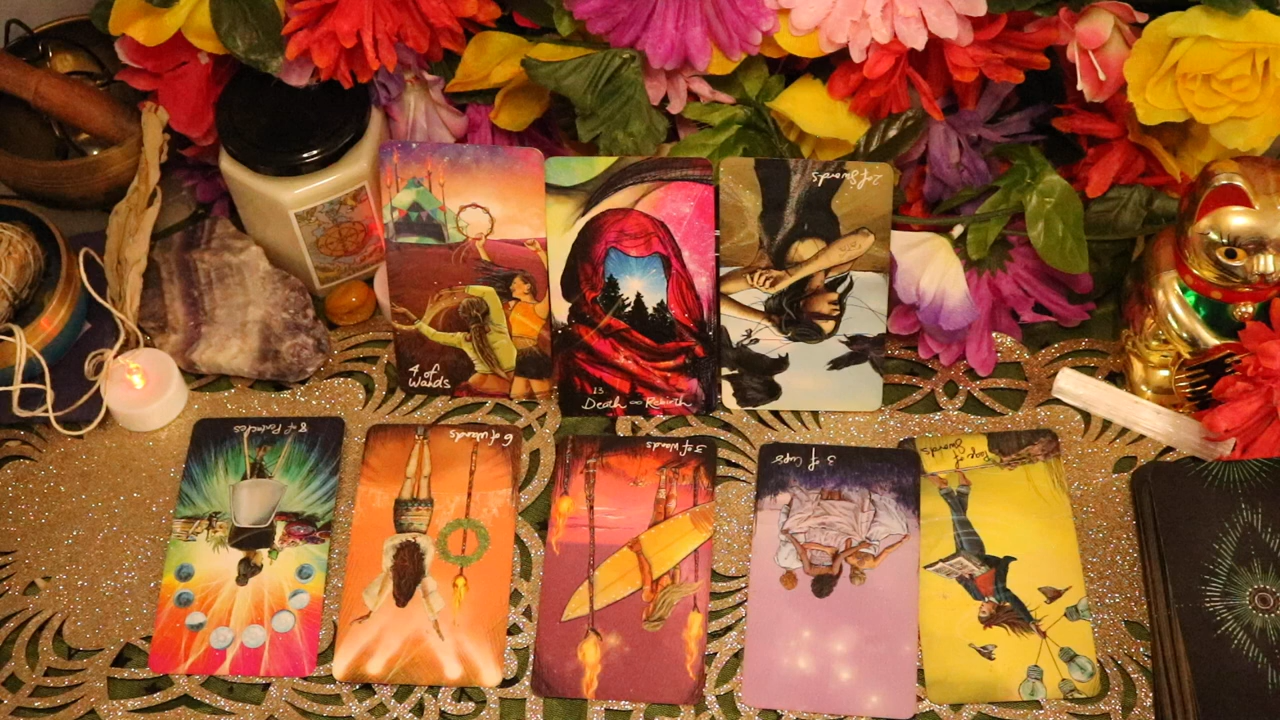 4 of
Wands
13
Death ∞ Rebirth
2 of Swords
8 of Pentacles
6 of Wands
3 of Wands
3 of Cups
Page of
Swords